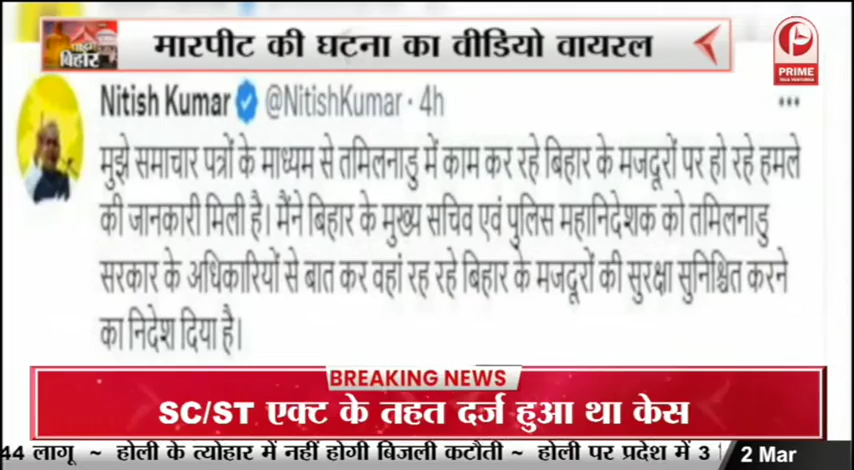 पाटा
बिहार
मारपीट की घटना का वीडियो वायरल
PRIME
Nitish Kumar @NitishKumar · 4h
मुझे समाचार पत्रों के माध्यम से तमिलनाडु में काम कर रहे बिहार के मजदूरों पर हो रहे हमले
की जानकारी मिली है। मैंने बिहार के मुख्य सचिव एवं पुलिस महानिदेशक को तमिलनाडु
सरकार के अधिकारियों से बात कर वहां रह रहे बिहार के मजदूरों की सुरक्षा सुनिश्चित करने
का निदेश दिया है।
BREAKING NEWS
SC/ST एक्ट के तहत दर्ज हुआ था केस
44 लागू ~ होली के त्योहार में नहीं होगी बिजली कटौती ~ होली पर प्रदेश में 3
2 Mar